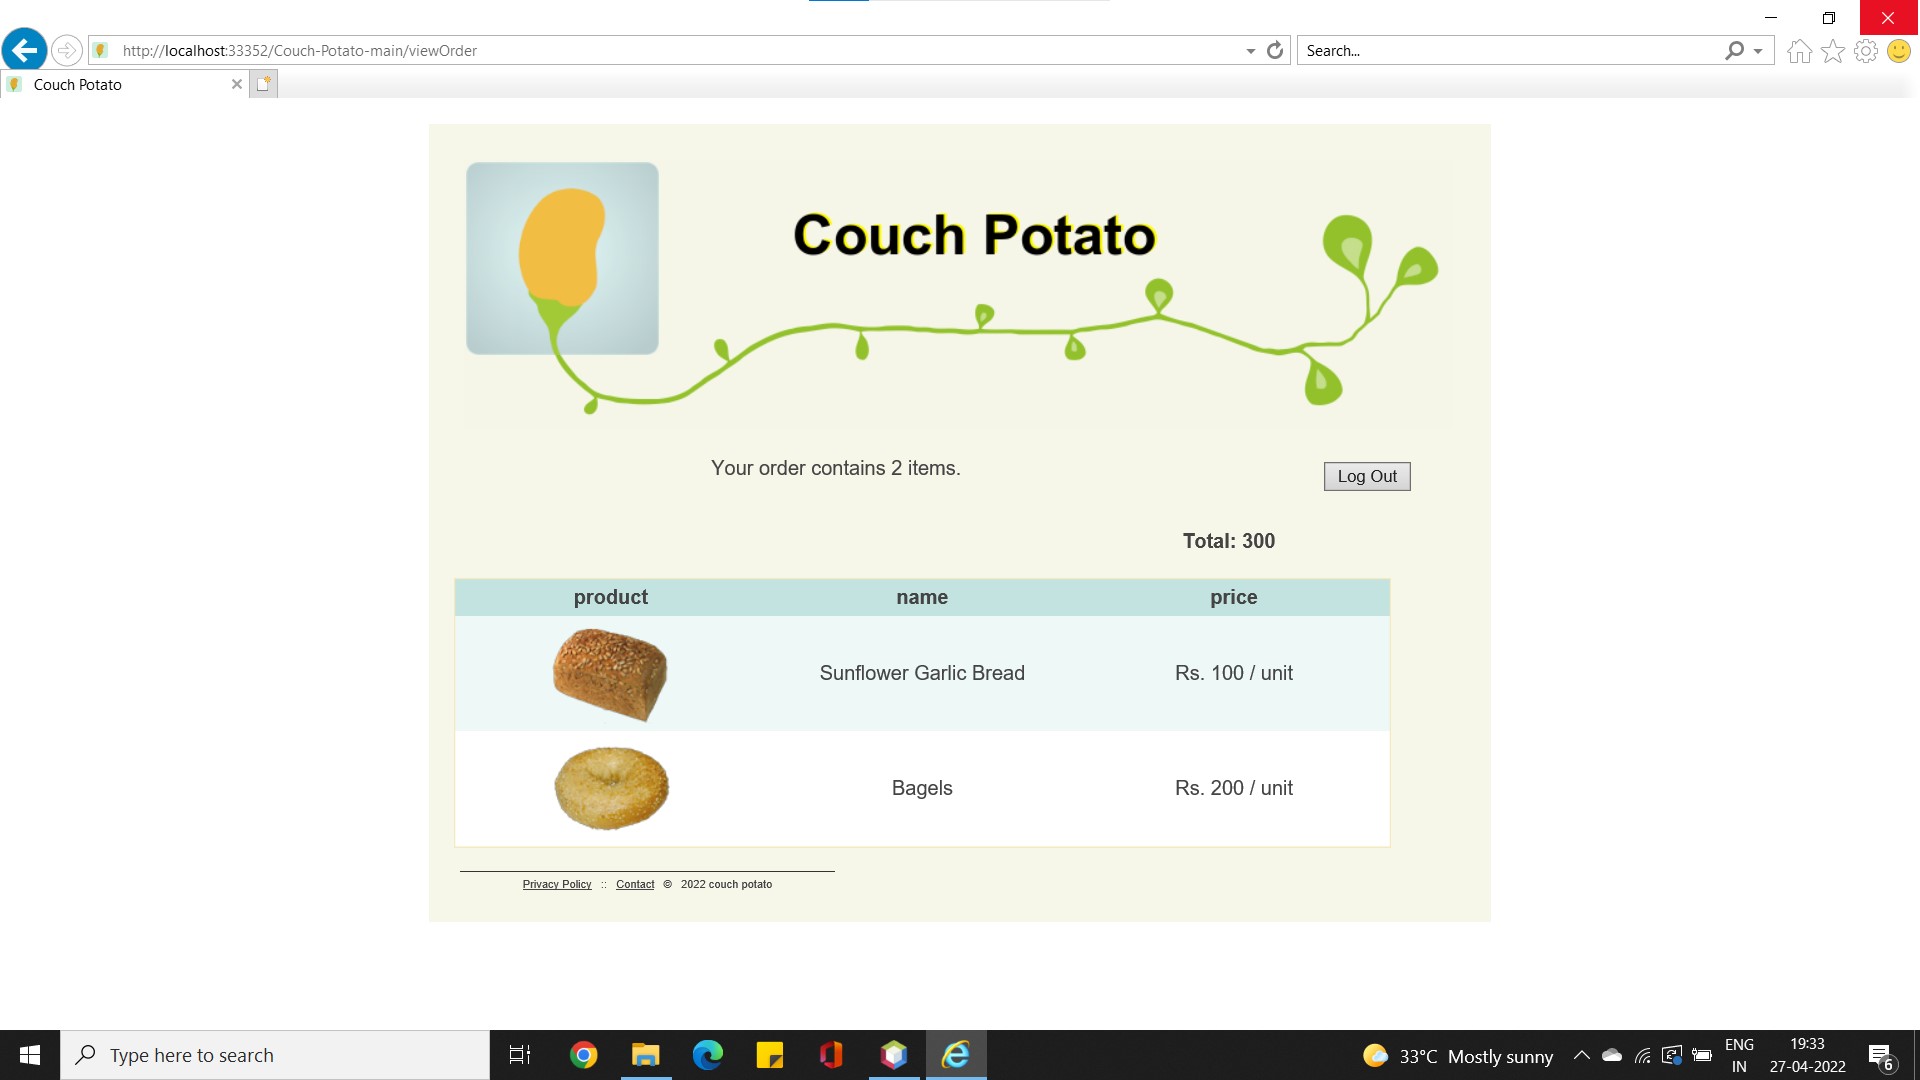 http://localhost:33352/Couch-Potato-main/viewOrder
Search...
Couch Potato
Couch Potato
Your order contains 2 items.
Log Out
Total: 300
product name price
Sunflower Garlic Bread Rs. 100 / unit
Bagels Rs. 200 / unit
Privacy Policy :: Contact © 2022 couch potato
Type here to search
33°C Mostly sunny
ENG
IN
19:33
27-04-2022
6